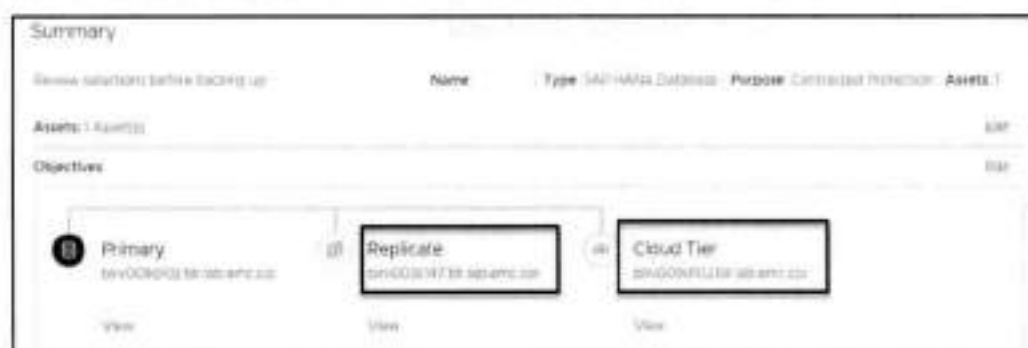 Summary
Review selections before backing up
Name Type SAP HANA Database Purpose Centralized Protection Assets 1
Assets 1 Asset(s) Edit
Objectives Edit
Primary Replicate Cloud Tier
View View View